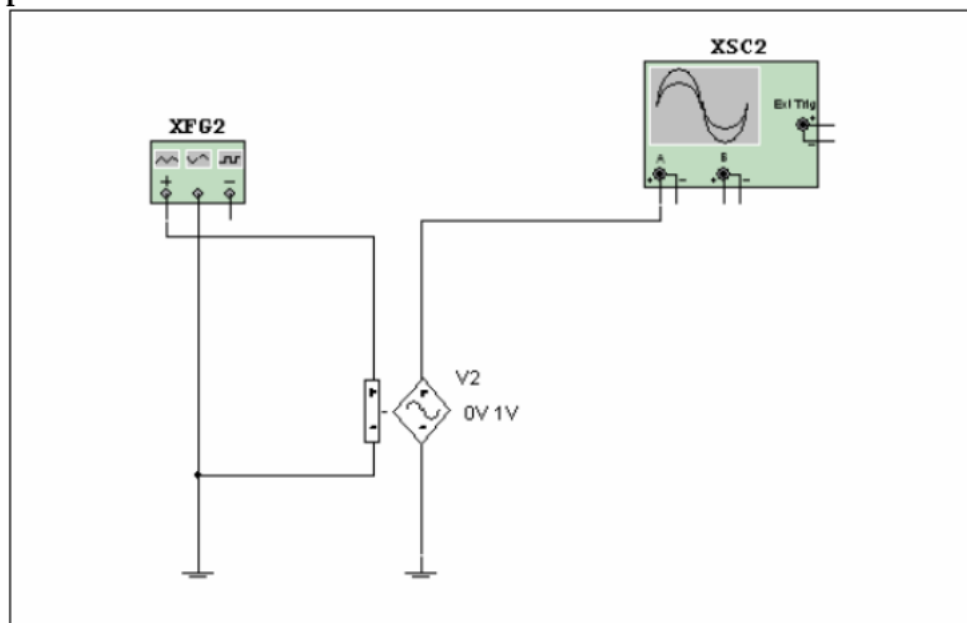 XSC2
Ext Trig
+
-
A
B
+ - + -
XFG2
+ -
V2
0V 1V
+ +
- -